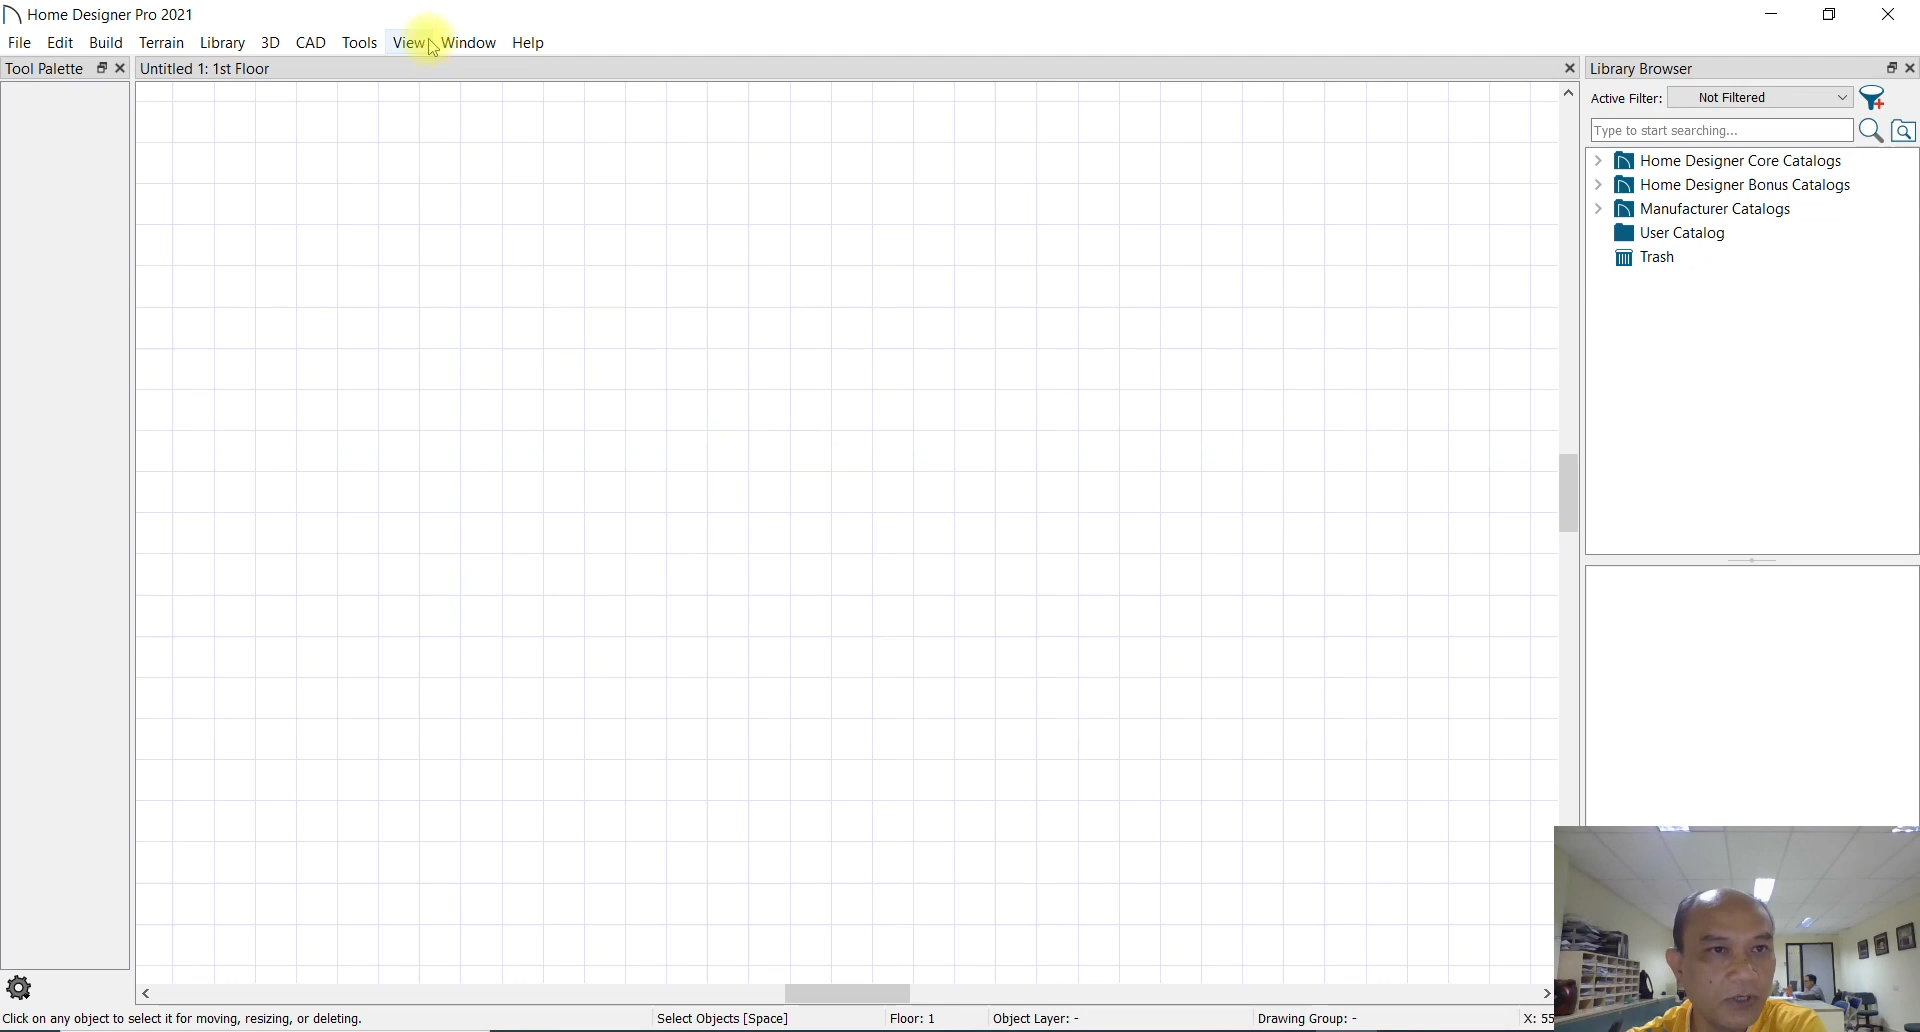 Home Designer Pro 2021
File Edit Build Terrain Library 3D CAD Tools View Window Help
Tool Palette
Untitled 1: 1st Floor
Library Browser
Active Filter: Not Filtered
Type to start searching...
Home Designer Core Catalogs
Home Designer Bonus Catalogs
Manufacturer Catalogs
User Catalog
Trash
Click on any object to select it for moving, resizing, or deleting.
Select Objects [Space]
Floor: 1
Object Layer: -
Drawing Group: -
X: 55